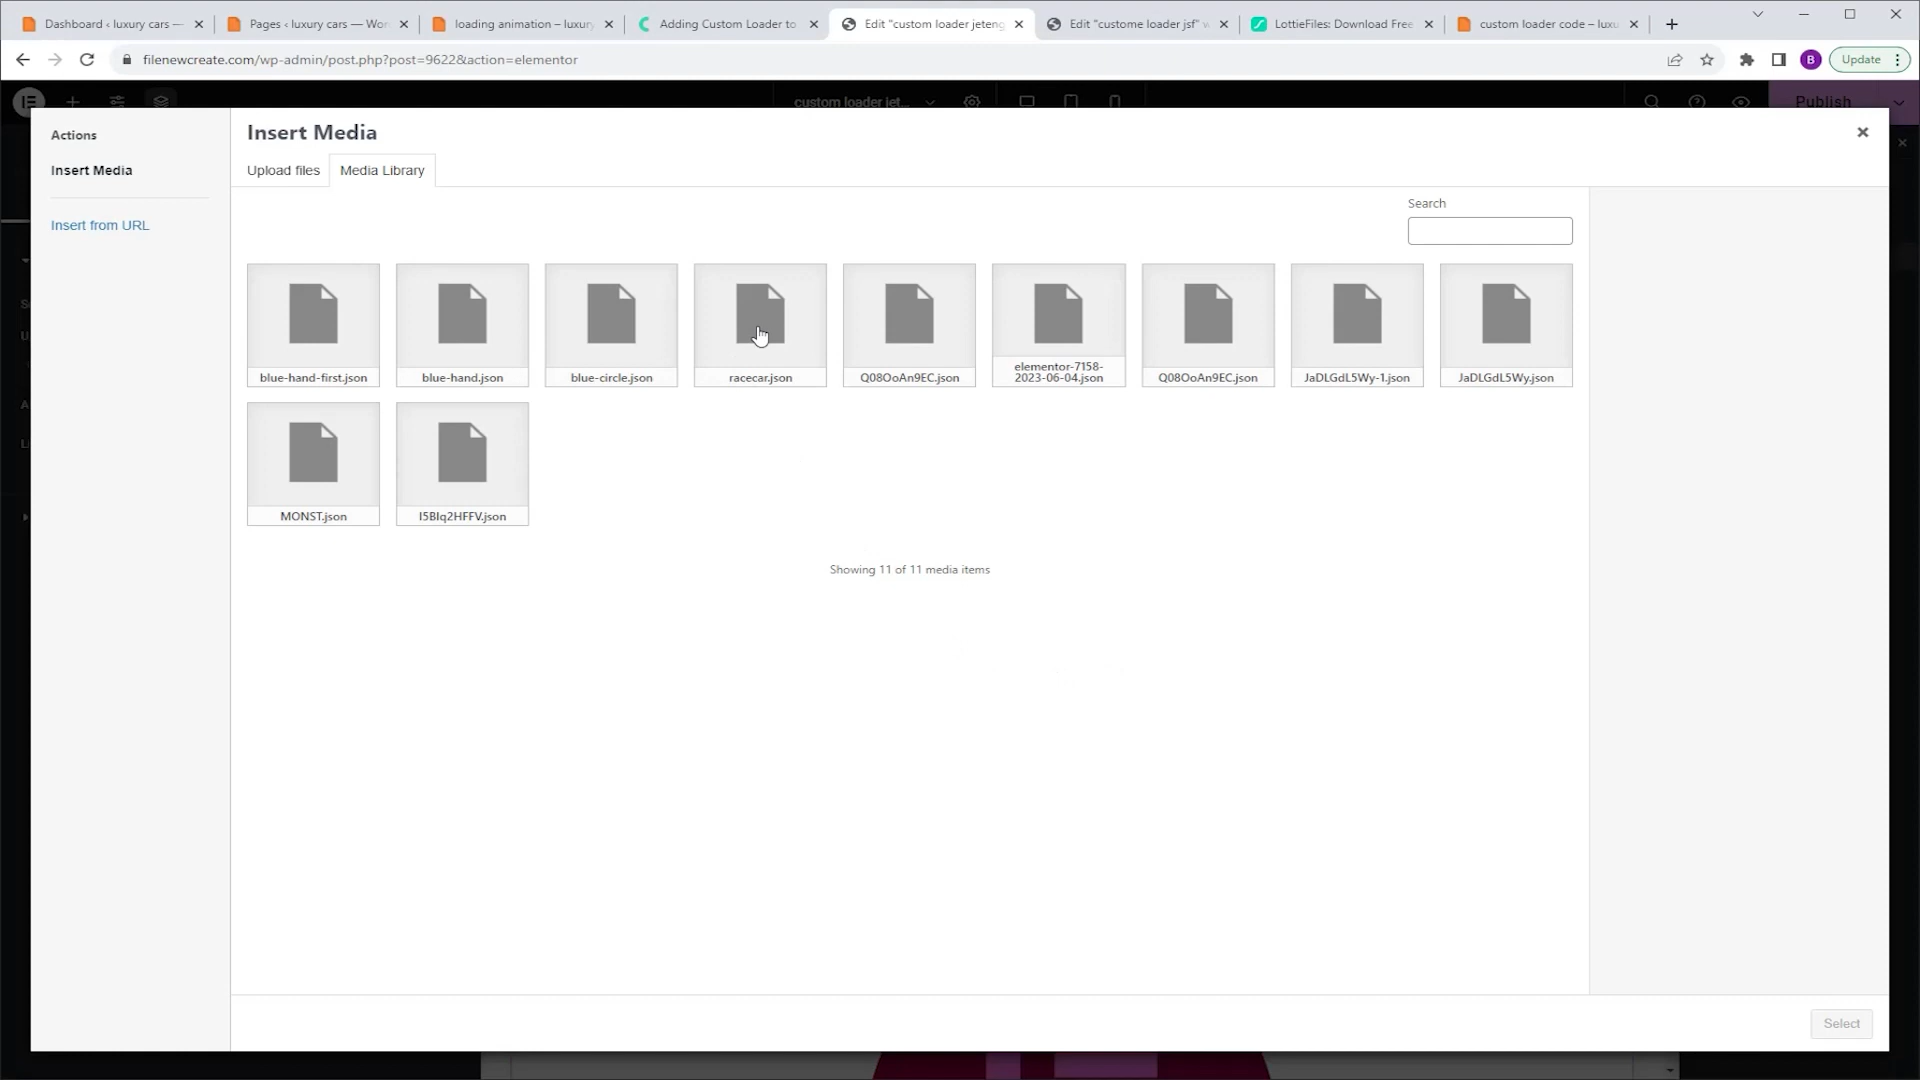 Dashboard ‹ luxury cars —
Pages ‹ luxury cars — Wor
loading animation – luxury
Adding Custom Loader to
Edit "custom loader jeteng
Edit "custome loader jsf" w
LottieFiles: Download Free
custom loader code – luxu
filenewcreate.com/wp-admin/post.php?post=9622&action=elementor
B
Update
custom loader jet...
Publish
Actions
Insert Media
Insert from URL
Insert Media
Upload files
Media Library
Search
blue-hand-first.json
blue-hand.json
blue-circle.json
racecar.json
Q08OoAn9EC.json
elementor-7158-
2023-06-04.json
Q08OoAn9EC.json
JaDLGdL5Wy-1.json
JaDLGdL5Wy.json
MONST.json
I5BIq2HFFV.json
Showing 11 of 11 media items
Select